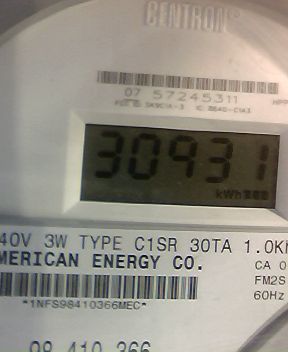 CENTRON®
07 57245311
30931
kWh
40V 3W TYPE C1SR 30TA 1.0K
MERICAN ENERGY CO.
CA 0
FM2S
60Hz
*1NFS98410366MEC*
98 410 366